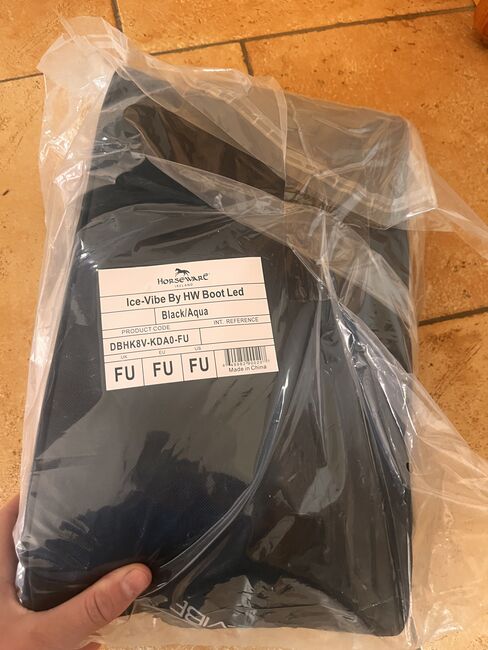 HORSEWARE
IRELAND
Ice-Vibe By HW Boot Led
Black/Aqua
PRODUCT CODE
INT. REFERENCE
DBHK8V-KDA0-FU
UK
EU
US
FU
FU
FU
Made in China
VIBE